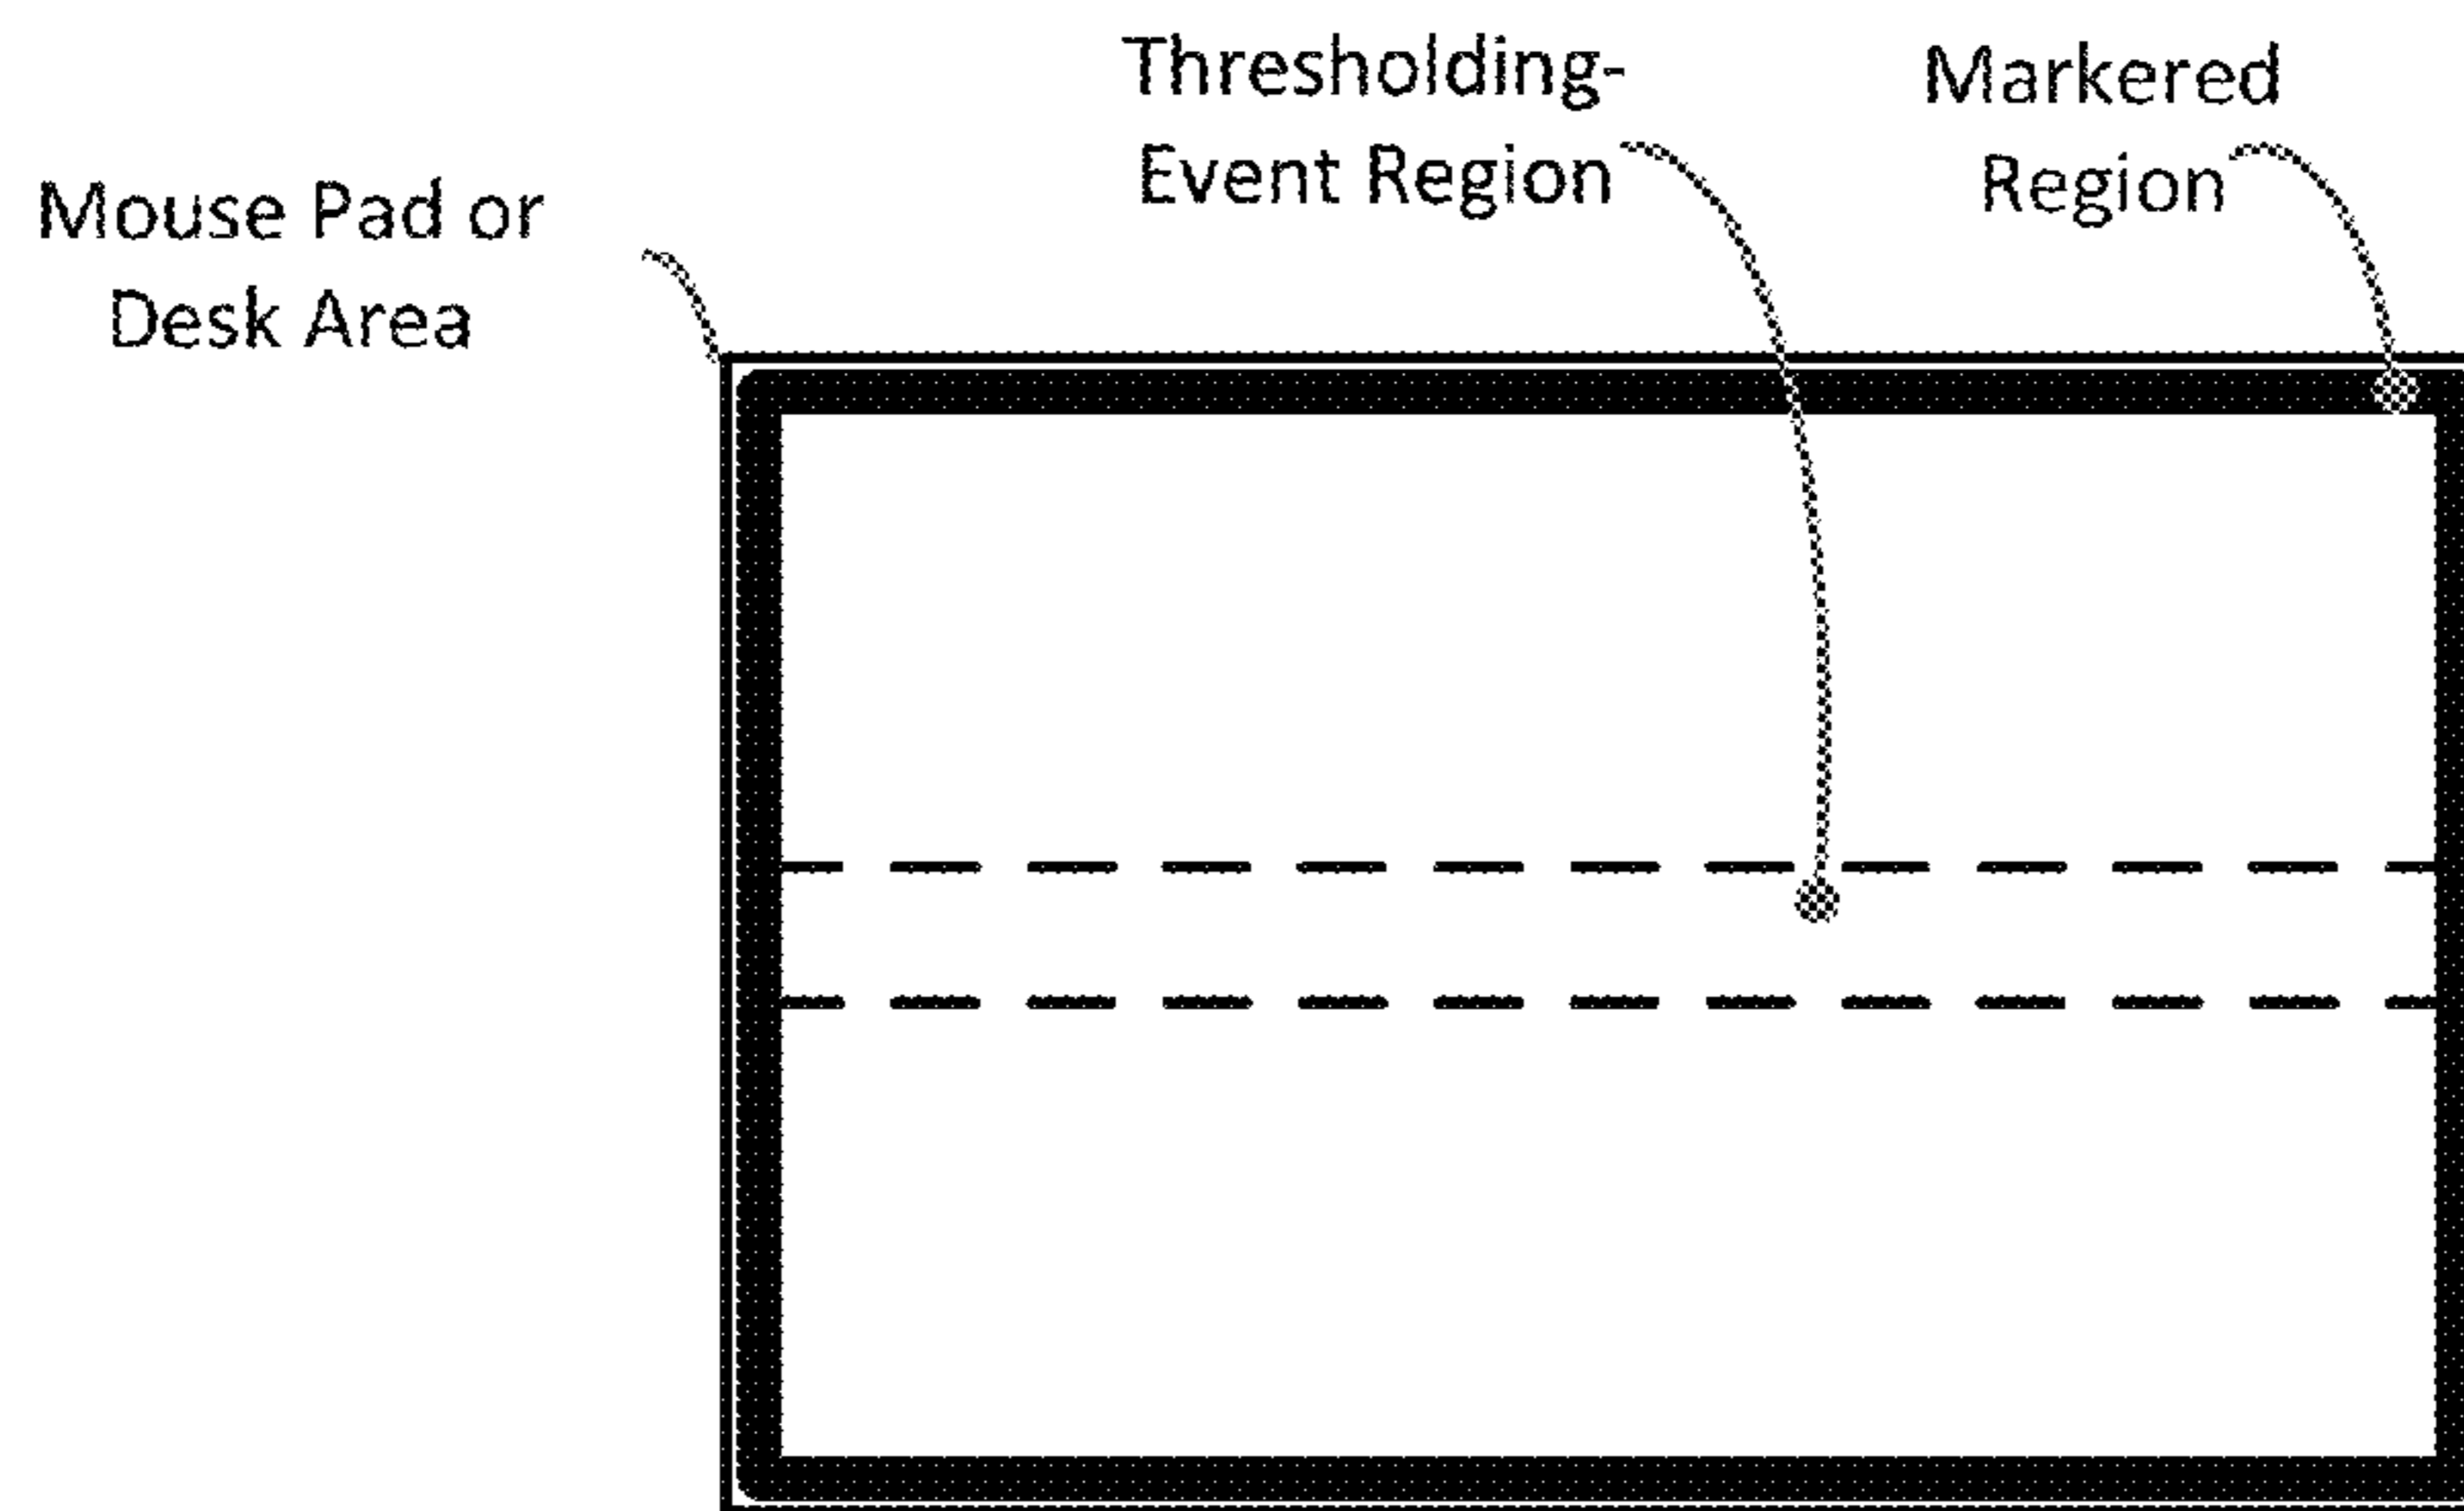 Mouse Pad or
Desk Area
Thresholding-
Event Region
Markered
Region